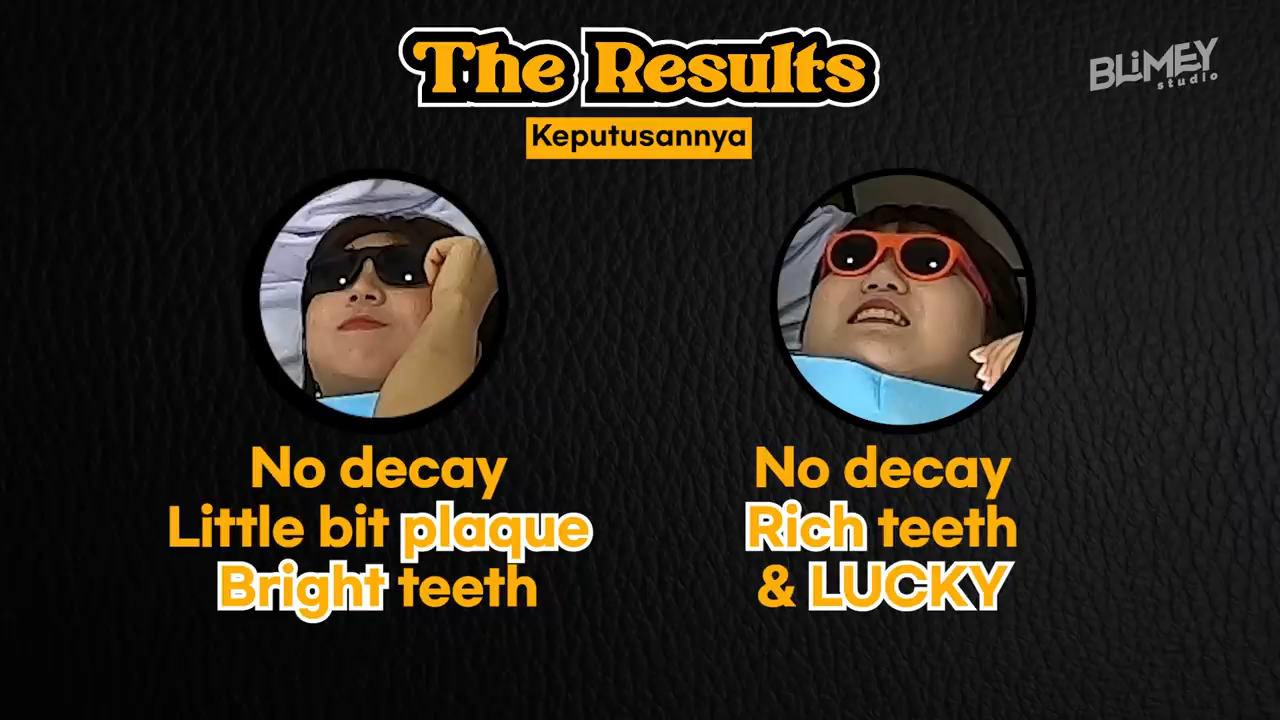 The Results
BLiMEY
studio
Keputusannya
No decay
Little bit plaque
Bright teeth
No decay
Rich teeth
& LUCKY